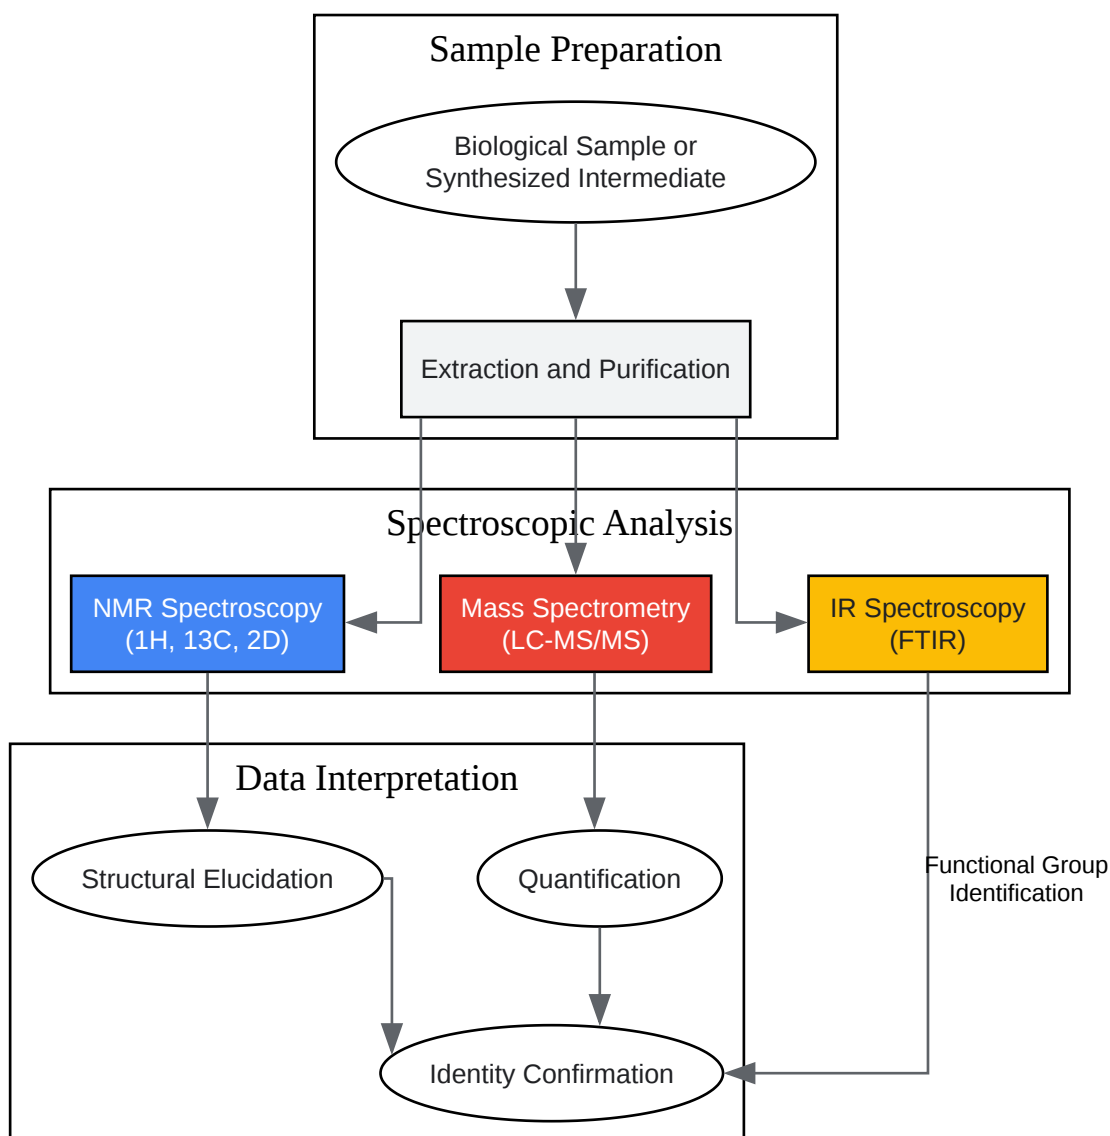 Sample Preparation
Biological Sample or
Synthesized Intermediate
Extraction and Purification
Spectroscopic Analysis
NMR Spectroscopy
(1H, 13C, 2D)
Mass Spectrometry
(LC-MS/MS)
IR Spectroscopy
(FTIR)
Data Interpretation
Structural Elucidation
Quantification
Functional Group
Identification
Identity Confirmation